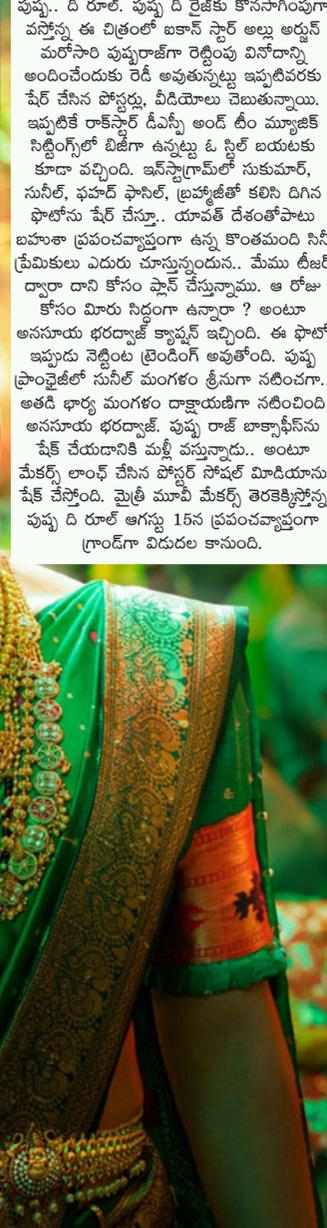 పుష్ప.. ది రూల్. పుష్ప ది రైజ్‌కు కొనసాగింపుగా
వస్తోన్న ఈ చిత్రంలో ఐకాన్ స్టార్ అల్లు అర్జున్
మరోసారి పుష్పరాజ్‌గా రెట్టింపు వినోదాన్ని
అందించేందుకు రెడీ అవుతున్నట్టు ఇప్పటివరకు
షేర్ చేసిన పోస్టర్లు, వీడియోలు చెబుతున్నాయి.
ఇప్పటికే రాక్‌స్టార్ డీఎస్పీ అండ్ టీం మ్యూజిక్
సిట్టింగ్స్‌లో బిజీగా ఉన్నట్టు ఓ స్టిల్ బయటకు
కూడా వచ్చింది. ఇన్‌స్టాగ్రామ్‌లో సుకుమార్,
సునీల్, ఫహద్ ఫాసిల్, బ్రహ్మాజీతో కలిసి దిగిన
ఫొటోను షేర్ చేస్తూ.. యావత్ దేశంతోపాటు
బహుశా ప్రపంచవ్యాప్తంగా ఉన్న కొంతమంది సినీ
ప్రేమికులు ఎదురు చూస్తున్నందున.. మేము టీజర్
ద్వారా దాని కోసం ప్లాన్ చేస్తున్నాము. ఆ రోజు
కోసం మీరు సిద్ధంగా ఉన్నారా ? అంటూ
అనసూయ భరద్వాజ్ క్యాప్షన్ ఇచ్చింది. ఈ ఫొటో
ఇప్పుడు నెట్టింట ట్రెండింగ్ అవుతోంది. పుష్ప
ఫ్రాంఛైజీలో సునీల్ మంగళం శ్రీనుగా నటించగా..
అతడి భార్య మంగళం దాక్షాయణిగా నటించింది
అనసూయ భరద్వాజ్. పుష్ప రాజ్ బాక్సాఫీస్‌ను
షేక్ చేయడానికి మళ్లీ వస్తున్నాడు.. అంటూ
మేకర్స్ లాంఛ్ చేసిన పోస్టర్ సోషల్ మీడియాను
షేక్ చేస్తోంది. మైత్రీ మూవీ మేకర్స్ తెరకెక్కిస్తోన్న
పుష్ప ది రూల్ ఆగస్టు 15న ప్రపంచవ్యాప్తంగా
గ్రాండ్‌గా విడుదల కానుంది.